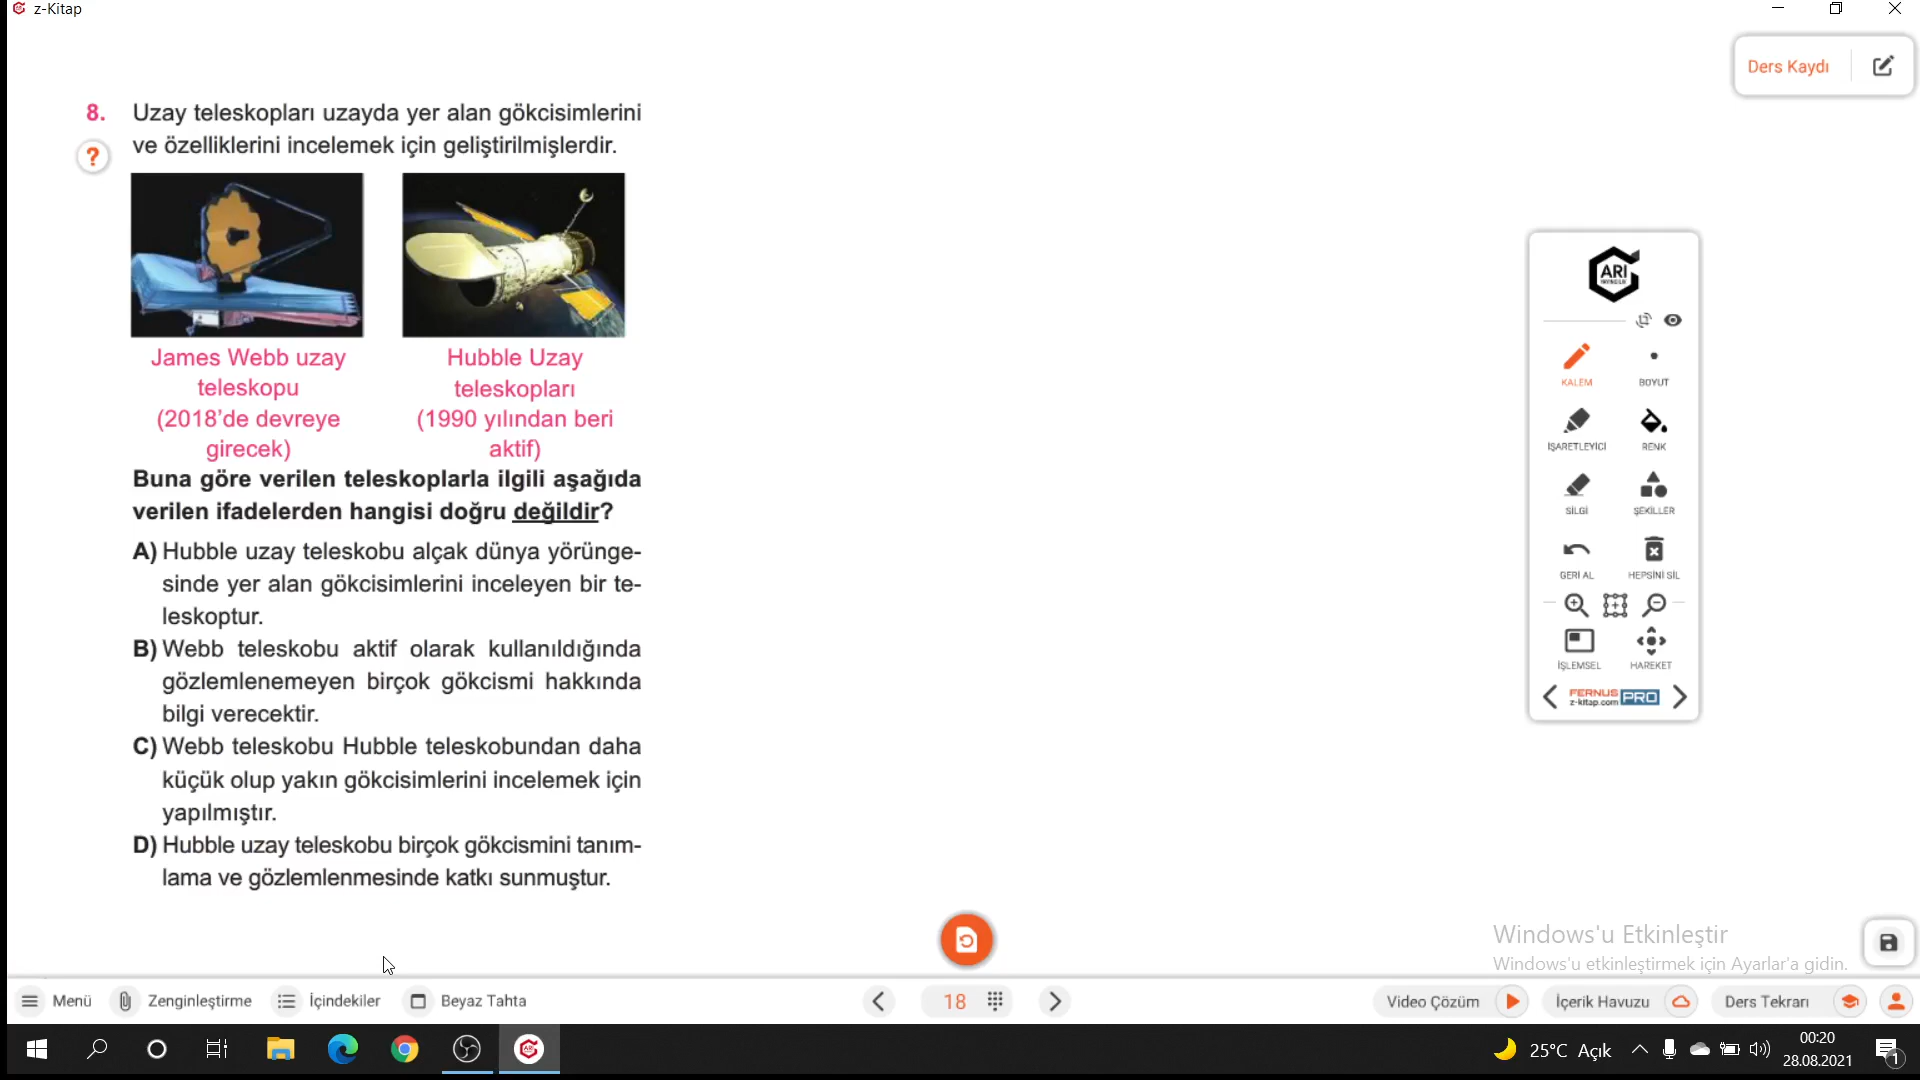 z-Kitap
Ders Kaydı
8. Uzay teleskopları uzayda yer alan gökcisimlerini
ve özelliklerini incelemek için geliştirilmişlerdir.
?
James Webb uzay
teleskopu
(2018'de devreye
girecek)
Hubble Uzay
teleskopları
(1990 yılından beri
aktif)
Buna göre verilen teleskoplarla ilgili aşağıda
verilen ifadelerden hangisi doğru değildir?
A) Hubble uzay teleskobu alçak dünya yörünge-
sinde yer alan gökcisimlerini inceleyen bir te-
leskoptur.
B) Webb teleskobu aktif olarak kullanıldığında
gözlemlenemeyen birçok gökcismi hakkında
bilgi verecektir.
C) Webb teleskobu Hubble teleskobundan daha
küçük olup yakın gökcisimlerini incelemek için
yapılmıştır.
D) Hubble uzay teleskobu birçok gökcismini tanım-
lama ve gözlemlenmesinde katkı sunmuştur.
ARI
YAYINCILIK
KALEM BOYUT
İŞARETLEYİCİ RENK
SİLGİ ŞEKİLLER
GERİ AL HEPSİNİ SİL
İŞLEMSEL HAREKET
FERNUS
z-kitap.com PRO
Windows'u Etkinleştir
Windows'u etkinleştirmek için Ayarlar'a gidin.
Menü Zenginleştirme İçindekiler Beyaz Tahta 18 Video Çözüm İçerik Havuzu Ders Tekrarı
25°C Açık
00:20
28.08.2021
1